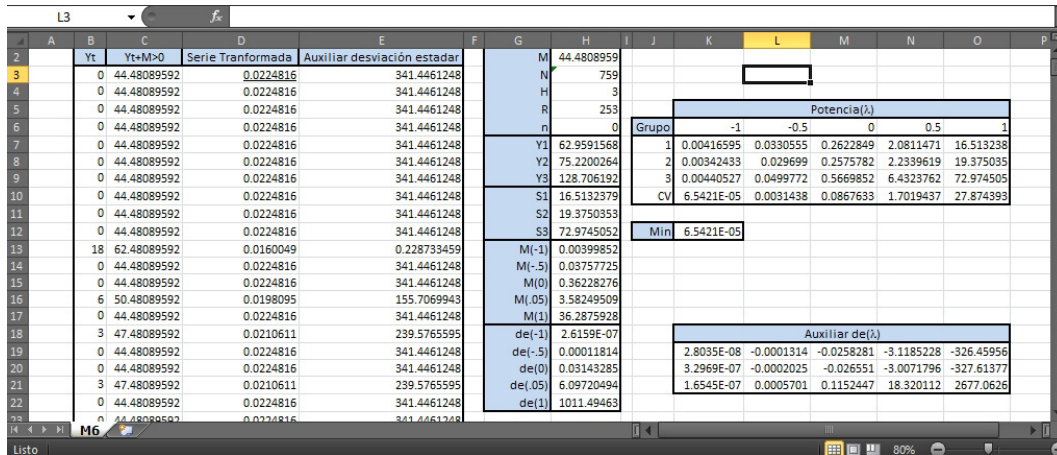 L3 fx
A B C D E F G H I J K L M N O P
2 Yt Yt+M>0 Serie Tranformada Auxiliar desviación estadar M 44.4808959
3 0 44.48089592 0.0224816 341.4461248 N 759
4 0 44.48089592 0.0224816 341.4461248 H 3
5 0 44.48089592 0.0224816 341.4461248 R 253 Potencia(λ)
6 0 44.48089592 0.0224816 341.4461248 n 0 Grupo -1 -0.5 0 0.5 1
7 0 44.48089592 0.0224816 341.4461248 Y1 62.9591568 1 0.00416595 0.0330555 0.2622849 2.0811471 16.513238
8 0 44.48089592 0.0224816 341.4461248 Y2 75.2200264 2 0.00342433 0.029699 0.2575782 2.2339619 19.375035
9 0 44.48089592 0.0224816 341.4461248 Y3 128.706192 3 0.00440527 0.0499772 0.5669852 6.4323762 72.974505
10 0 44.48089592 0.0224816 341.4461248 S1 16.5132379 CV 6.5421E-05 0.0031438 0.0867633 1.7019437 27.874393
11 0 44.48089592 0.0224816 341.4461248 S2 19.3750353
12 0 44.48089592 0.0224816 341.4461248 S3 72.9745052 Min 6.5421E-05
13 18 62.48089592 0.0160049 0.228733459 M(-1) 0.00399852
14 0 44.48089592 0.0224816 341.4461248 M(-.5) 0.03757725
15 0 44.48089592 0.0224816 341.4461248 M(0) 0.36228276
16 6 50.48089592 0.0198095 155.7069943 M(.05) 3.58249509
17 0 44.48089592 0.0224816 341.4461248 M(1) 36.2875928
18 3 47.48089592 0.0210611 239.5765595 de(-1) 2.6159E-07 Auxiliar de(λ)
19 0 44.48089592 0.0224816 341.4461248 de(-.5) 0.00011814 2.8035E-08 -0.0001314 -0.0258281 -3.1185228 -326.45956
20 0 44.48089592 0.0224816 341.4461248 de(0) 0.03143285 3.2969E-07 -0.0002025 -0.026551 -3.0071796 -327.61377
21 3 47.48089592 0.0210611 239.5765595 de(.05) 6.09720494 1.6545E-07 0.0005701 0.1152447 18.320112 2677.0626
22 0 44.48089592 0.0224816 341.4461248 de(1) 1011.49463
23 0 44.48089592 0.0224816 341.4461248
M6
Listo 80%